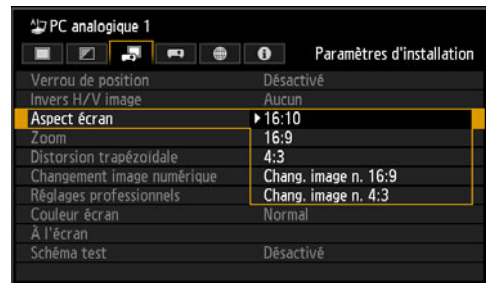 PC analogique 1
Paramètres d'installation
Verrou de position Désactivé
Invers H/V image Aucun
Aspect écran 16:10
Zoom 16:9
Distorsion trapézoïdale 4:3
Changement image numérique Chang. image n. 16:9
Réglages professionnels Chang. image n. 4:3
Couleur écran Normal
À l'écran
Schéma test Désactivé